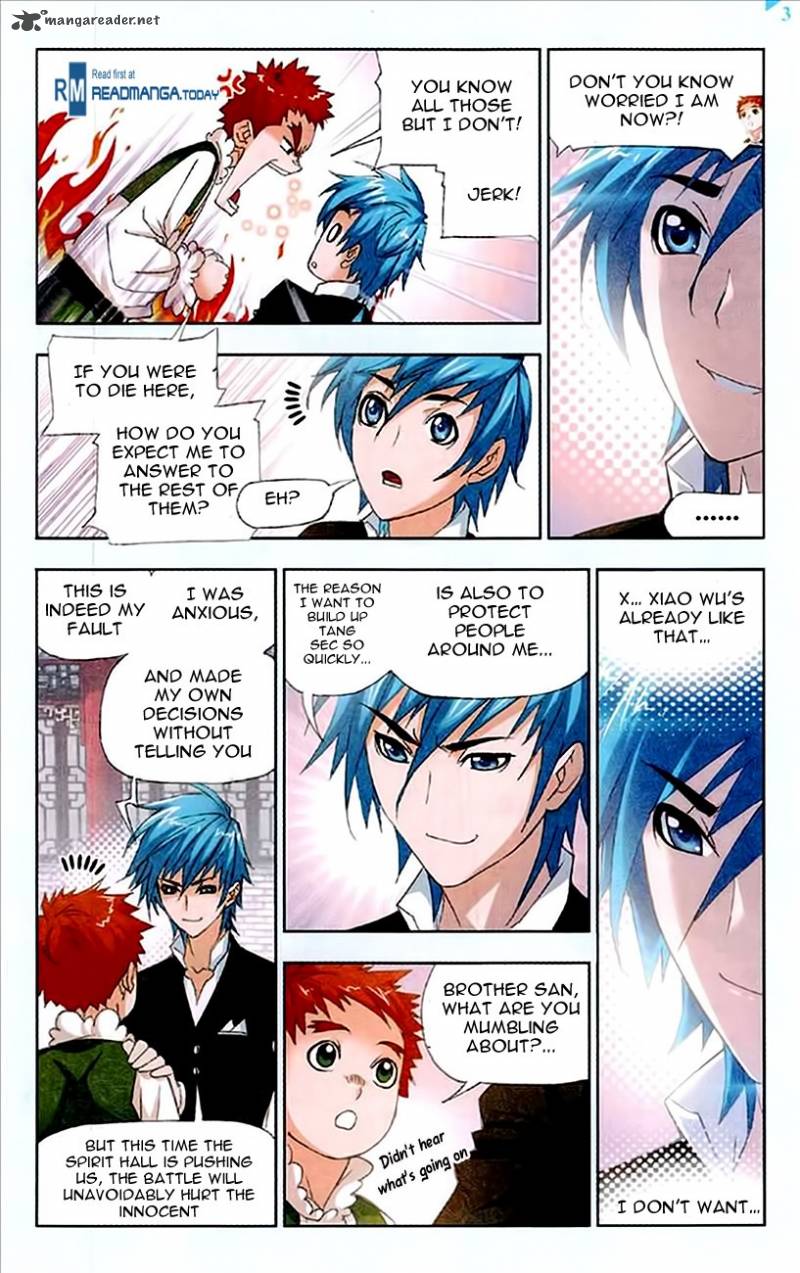 mangareader.net
3
RM
Read first at
READMANGA.TODAY
YOU KNOW
ALL THOSE
BUT I DON'T!
JERK!
DON'T YOU KNOW
WORRIED I AM
NOW?!
IF YOU WERE
TO DIE HERE,
HOW DO YOU
EXPECT ME TO
ANSWER TO
THE REST OF
THEM?
EH?
......
THIS IS
INDEED MY
FAULT
I WAS
ANXIOUS,
AND MADE
MY OWN
DECISIONS
WITHOUT
TELLING YOU
BUT THIS TIME THE
SPIRIT HALL IS PUSHING
US, THE BATTLE WILL
UNAVOIDABLY HURT THE
INNOCENT
THE REASON
I WANT TO
BUILD UP
TANG
SEC SO
QUICKLY...
IS ALSO TO
PROTECT
PEOPLE
AROUND ME...
X... XIAO WU'S
ALREADY LIKE
THAT...
BROTHER SAN,
WHAT ARE YOU
MUMBLING
ABOUT?...
Didn't hear
what's going on
I DON'T WANT...